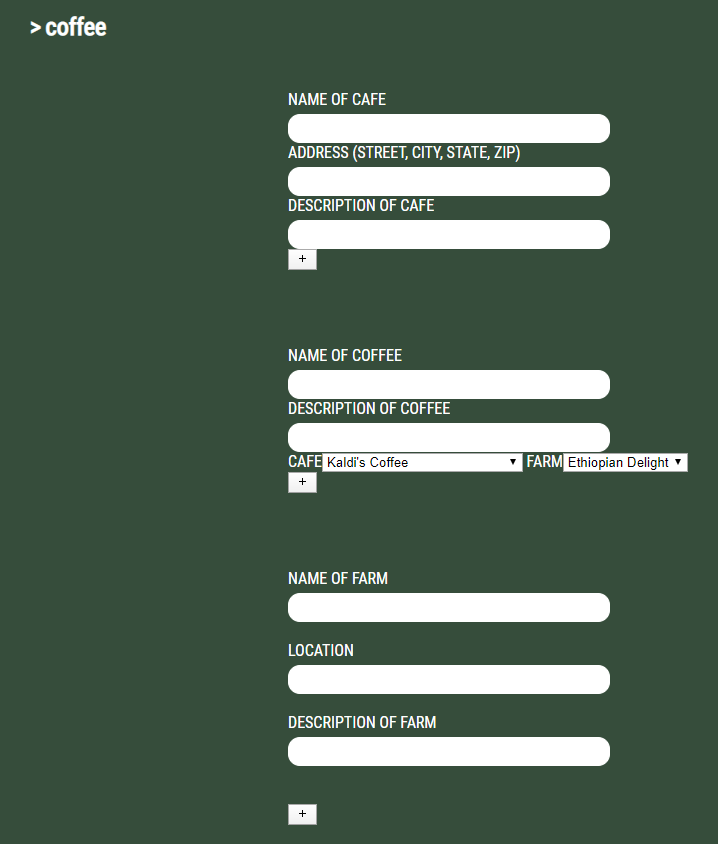 > coffee
NAME OF CAFE
ADDRESS (STREET, CITY, STATE, ZIP)
DESCRIPTION OF CAFE
+
NAME OF COFFEE
DESCRIPTION OF COFFEE
CAFE Kaldi's Coffee FARM Ethiopian Delight
+
NAME OF FARM
LOCATION
DESCRIPTION OF FARM
+